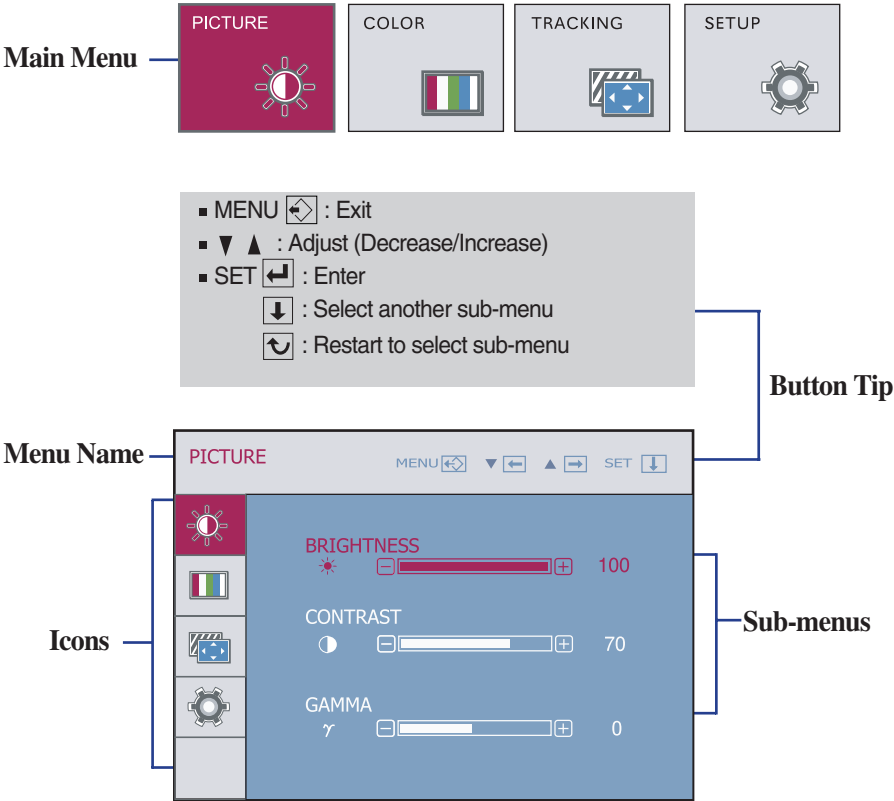 PICTURE COLOR TRACKING SETUP
Main Menu
MENU : Exit
▼ ▲ : Adjust (Decrease/Increase)
SET : Enter
: Select another sub-menu
: Restart to select sub-menu
Button Tip
Menu Name
PICTURE MENU ▼ ▲ SET
BRIGHTNESS
100
CONTRAST
70
Icons
Sub-menus
GAMMA
γ 0